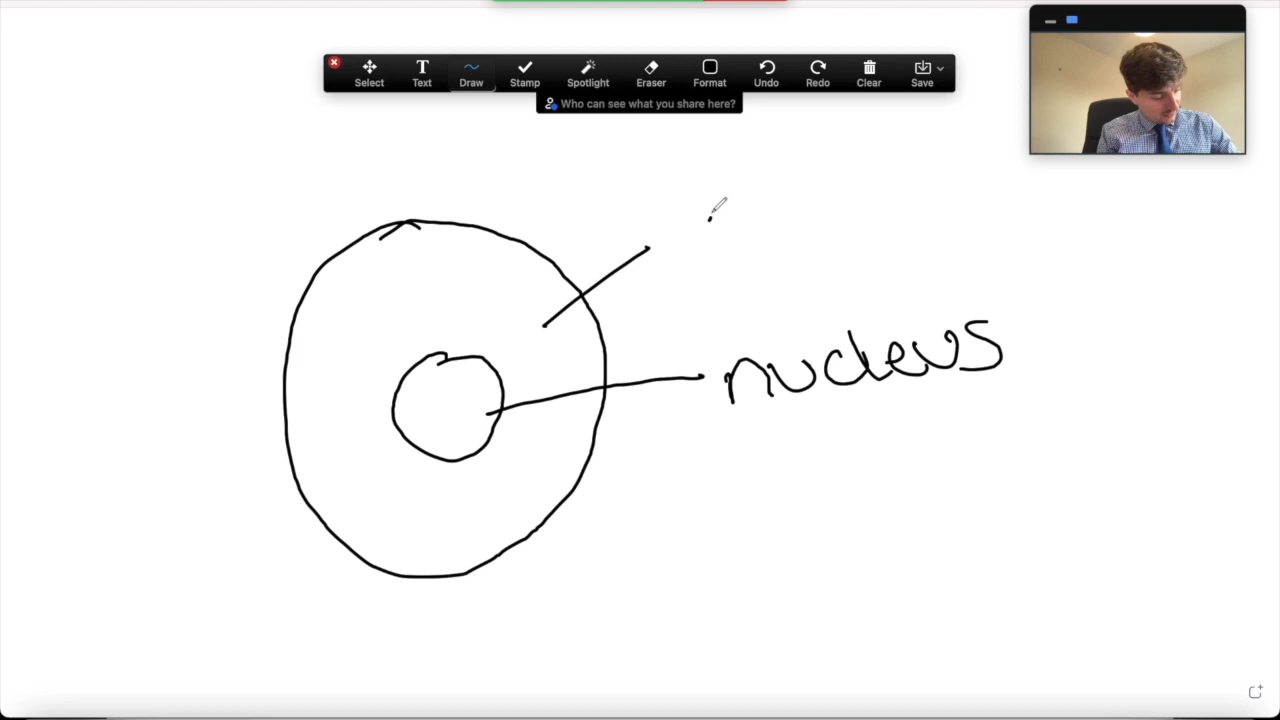 Select Text Draw Stamp Spotlight Eraser Format Undo Redo Clear Save
Who can see what you share here?
nucleus